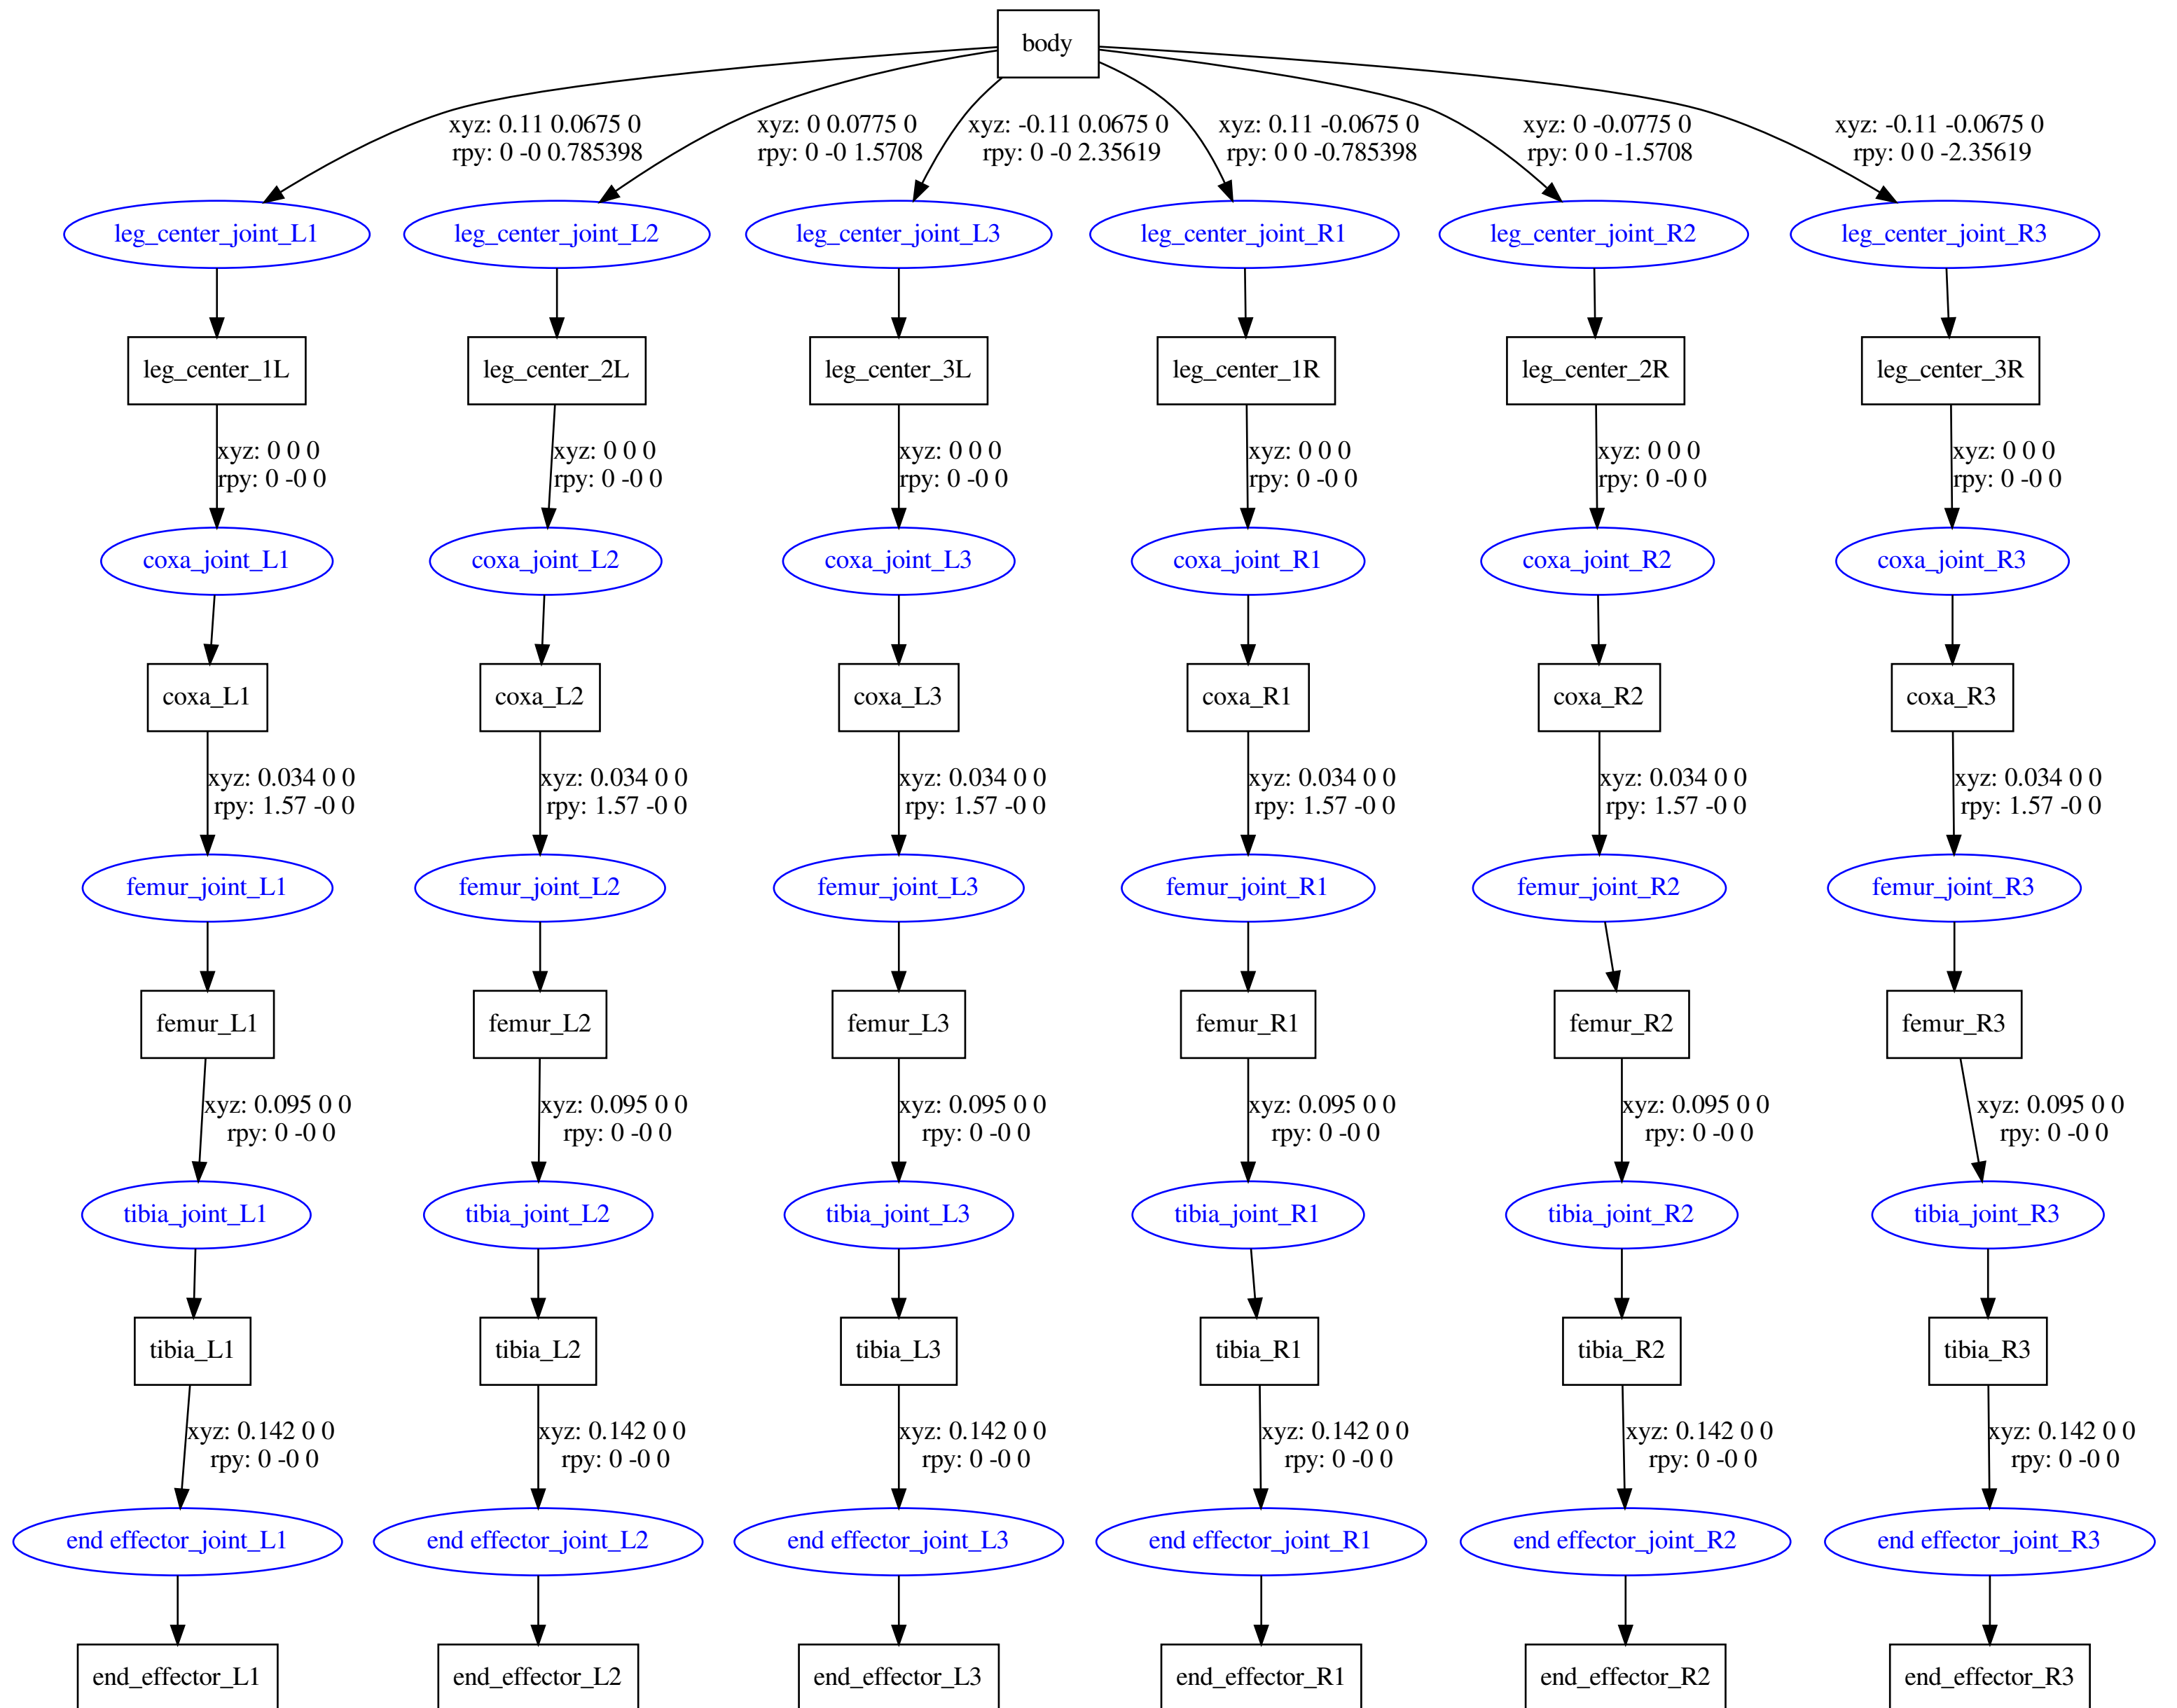 body
xyz: 0.11 0.0675 0
rpy: 0 -0 0.785398
xyz: 0 0.0775 0
rpy: 0 -0 1.5708
xyz: -0.11 0.0675 0
rpy: 0 -0 2.35619
xyz: 0.11 -0.0675 0
rpy: 0 0 -0.785398
xyz: 0 -0.0775 0
rpy: 0 0 -1.5708
xyz: -0.11 -0.0675 0
rpy: 0 0 -2.35619
leg_center_joint_L1
leg_center_joint_L2
leg_center_joint_L3
leg_center_joint_R1
leg_center_joint_R2
leg_center_joint_R3
leg_center_1L
leg_center_2L
leg_center_3L
leg_center_1R
leg_center_2R
leg_center_3R
xyz: 0 0 0
rpy: 0 -0 0
xyz: 0 0 0
rpy: 0 -0 0
xyz: 0 0 0
rpy: 0 -0 0
xyz: 0 0 0
rpy: 0 -0 0
xyz: 0 0 0
rpy: 0 -0 0
xyz: 0 0 0
rpy: 0 -0 0
coxa_joint_L1
coxa_joint_L2
coxa_joint_L3
coxa_joint_R1
coxa_joint_R2
coxa_joint_R3
coxa_L1
coxa_L2
coxa_L3
coxa_R1
coxa_R2
coxa_R3
xyz: 0.034 0 0
rpy: 1.57 -0 0
xyz: 0.034 0 0
rpy: 1.57 -0 0
xyz: 0.034 0 0
rpy: 1.57 -0 0
xyz: 0.034 0 0
rpy: 1.57 -0 0
xyz: 0.034 0 0
rpy: 1.57 -0 0
xyz: 0.034 0 0
rpy: 1.57 -0 0
femur_joint_L1
femur_joint_L2
femur_joint_L3
femur_joint_R1
femur_joint_R2
femur_joint_R3
femur_L1
femur_L2
femur_L3
femur_R1
femur_R2
femur_R3
xyz: 0.095 0 0
rpy: 0 -0 0
xyz: 0.095 0 0
rpy: 0 -0 0
xyz: 0.095 0 0
rpy: 0 -0 0
xyz: 0.095 0 0
rpy: 0 -0 0
xyz: 0.095 0 0
rpy: 0 -0 0
xyz: 0.095 0 0
rpy: 0 -0 0
tibia_joint_L1
tibia_joint_L2
tibia_joint_L3
tibia_joint_R1
tibia_joint_R2
tibia_joint_R3
tibia_L1
tibia_L2
tibia_L3
tibia_R1
tibia_R2
tibia_R3
xyz: 0.142 0 0
rpy: 0 -0 0
xyz: 0.142 0 0
rpy: 0 -0 0
xyz: 0.142 0 0
rpy: 0 -0 0
xyz: 0.142 0 0
rpy: 0 -0 0
xyz: 0.142 0 0
rpy: 0 -0 0
xyz: 0.142 0 0
rpy: 0 -0 0
end effector_joint_L1
end effector_joint_L2
end effector_joint_L3
end effector_joint_R1
end effector_joint_R2
end effector_joint_R3
end_effector_L1
end_effector_L2
end_effector_L3
end_effector_R1
end_effector_R2
end_effector_R3